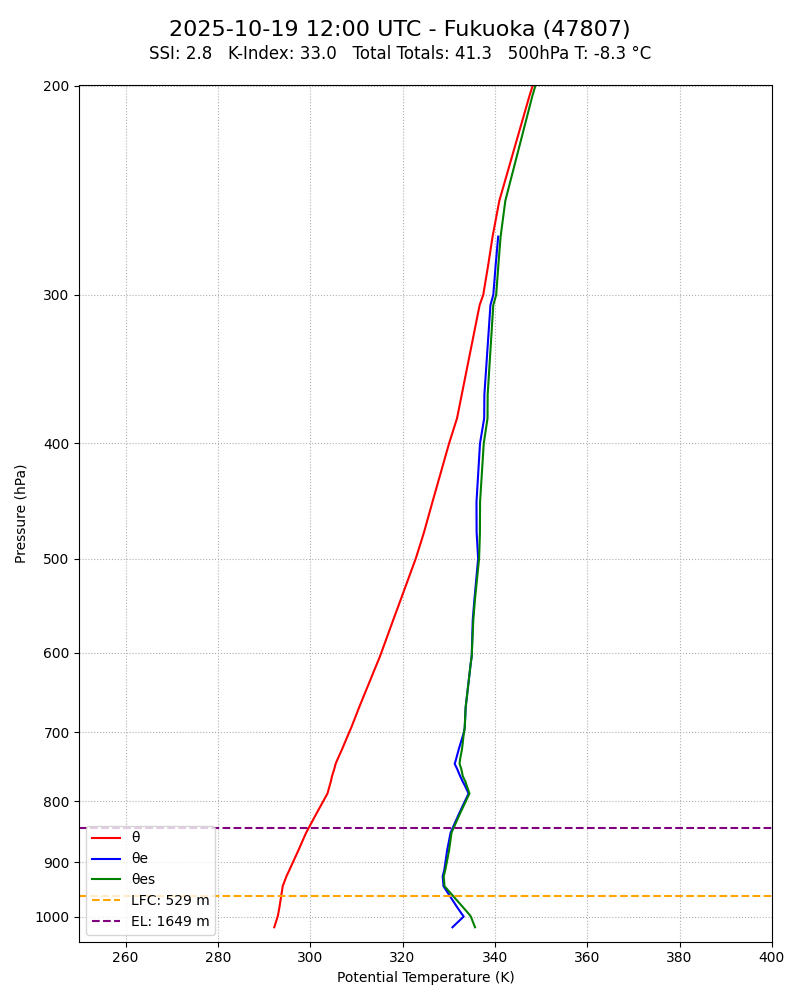 2025-10-19 12:00 UTC - Fukuoka (47807)
SSI: 2.8   K-Index: 33.0   Total Totals: 41.3   500hPa T: -8.3 °C
200
300
400
500
600
700
800
900
1000
Pressure (hPa)
θ
θe
θes
LFC: 529 m
EL: 1649 m
260 280 300 320 340 360 380 400
Potential Temperature (K)